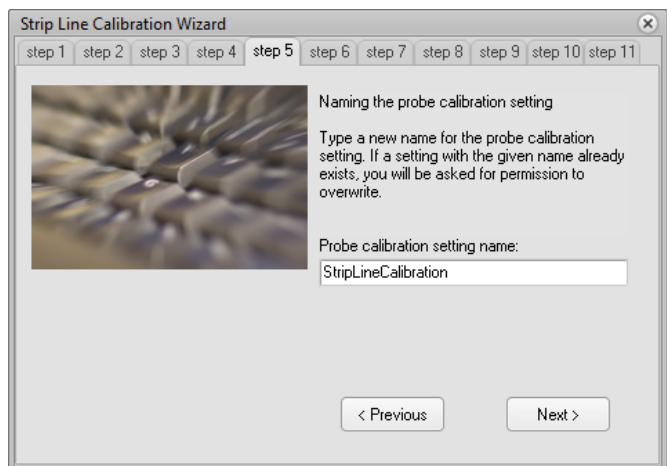 Strip Line Calibration Wizard
step 1 step 2 step 3 step 4 step 5 step 6 step 7 step 8 step 9 step 10 step 11
Naming the probe calibration setting
Type a new name for the probe calibration
setting. If a setting with the given name already
exists, you will be asked for permission to
overwrite.
Probe calibration setting name:
StripLineCalibration
< Previous Next >